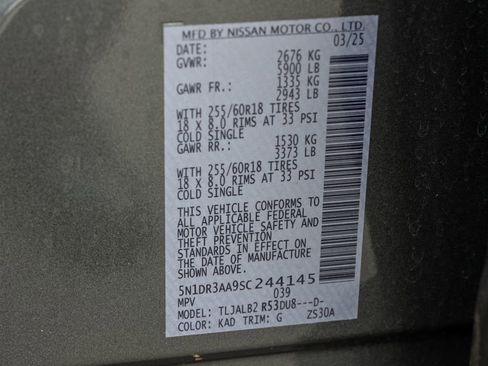 MFD BY NISSAN MOTOR CO., LTD.
DATE: 03/25
GVWR: 2676 KG
5900 LB
GAWR FR.: 1335 KG
2943 LB
WITH 255/60R18 TIRES
18 X 8.0 RIMS AT 33 PSI
COLD SINGLE
GAWR RR.: 1530 KG
3373 LB
WITH 255/60R18 TIRES
18 X 8.0 RIMS AT 33 PSI
COLD SINGLE
THIS VEHICLE CONFORMS TO
ALL APPLICABLE FEDERAL
MOTOR VEHICLE SAFETY AND
THEFT PREVENTION
STANDARDS IN EFFECT ON
THE DATE OF MANUFACTURE
SHOWN ABOVE.
5N1DR3AA9SC244145
MPV 039
MODEL: TLJALB2 R53DU8---D-
COLOR: KAD TRIM: G ZS30A